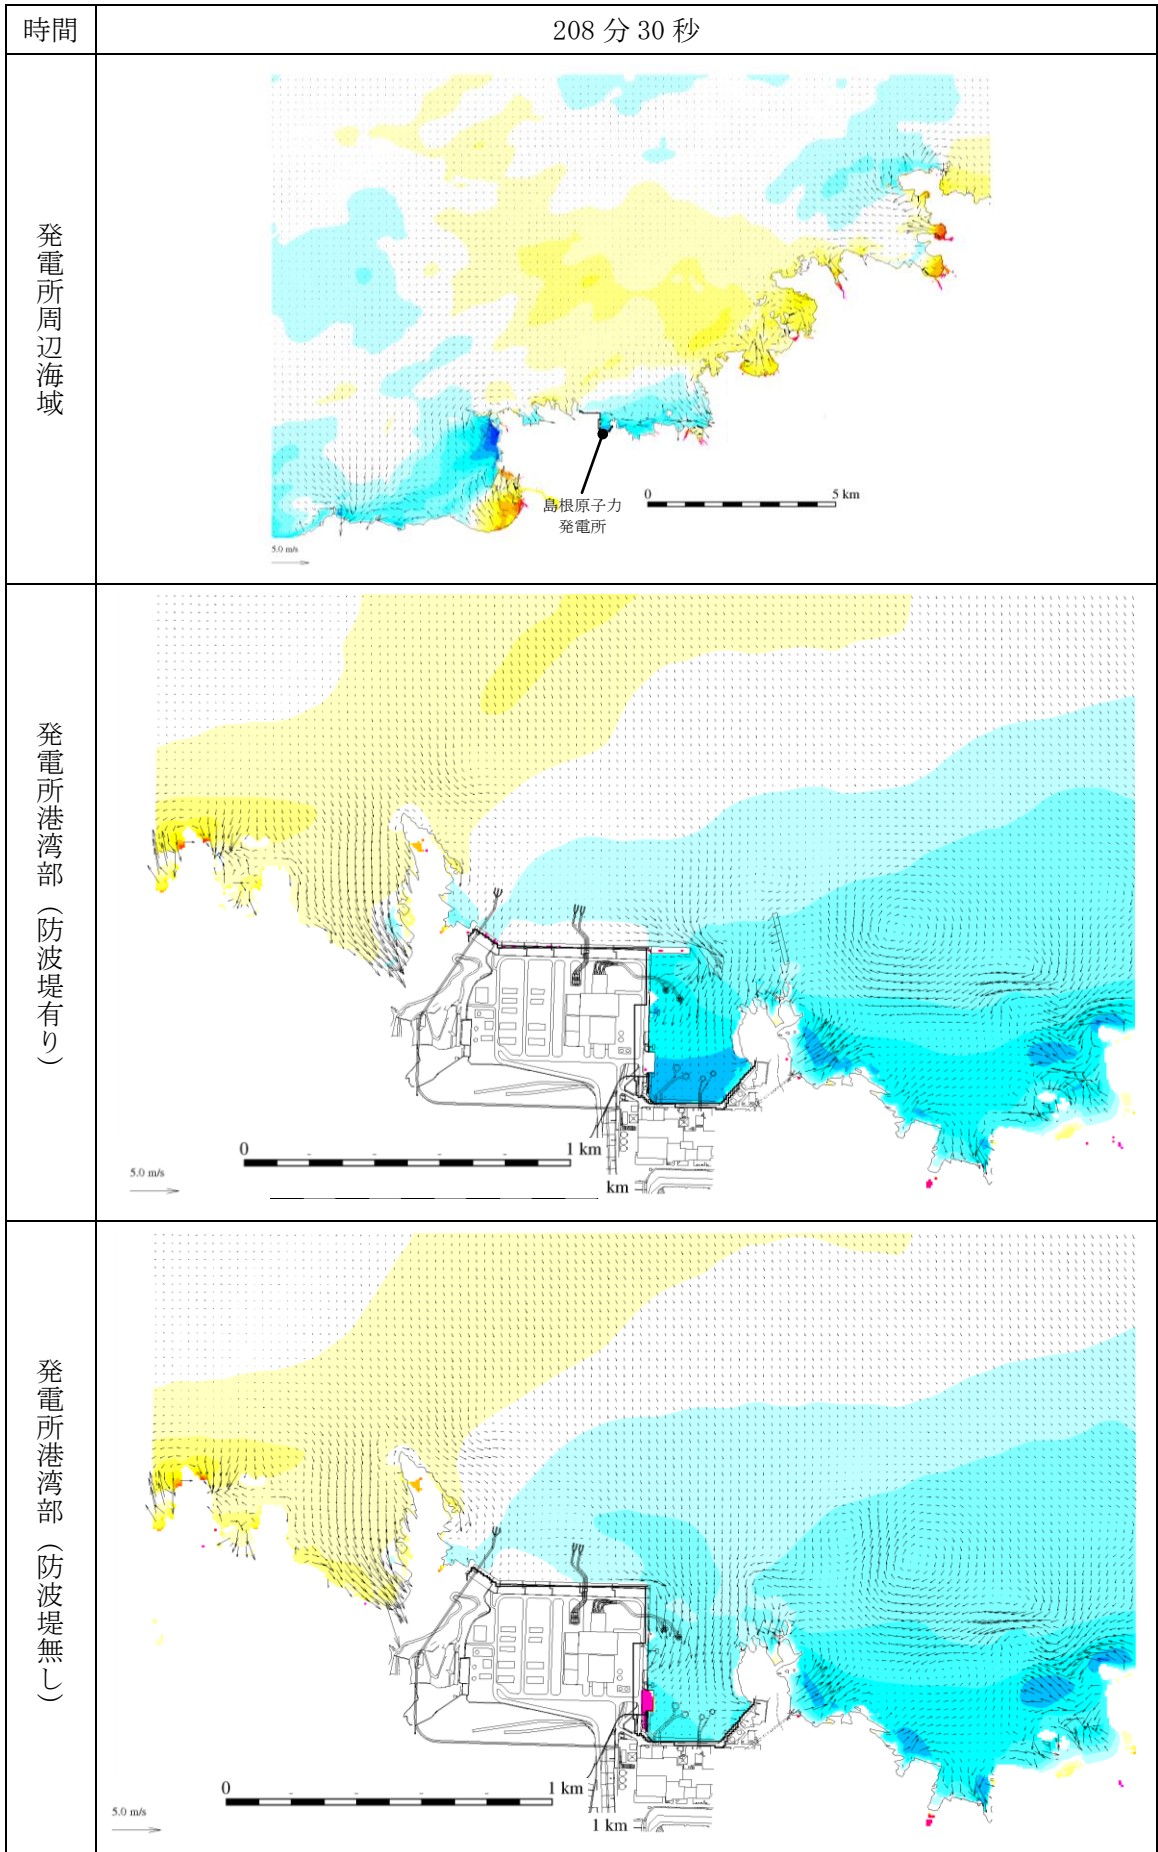 時間
208 分 30 秒
発電所周辺海域
島根原子力
発電所
0
5 km
5.0 m/s
発電所港湾部（防波堤有り）
0
1 km
km
5.0 m/s
発電所港湾部（防波堤無し）
0
1 km
1 km
5.0 m/s